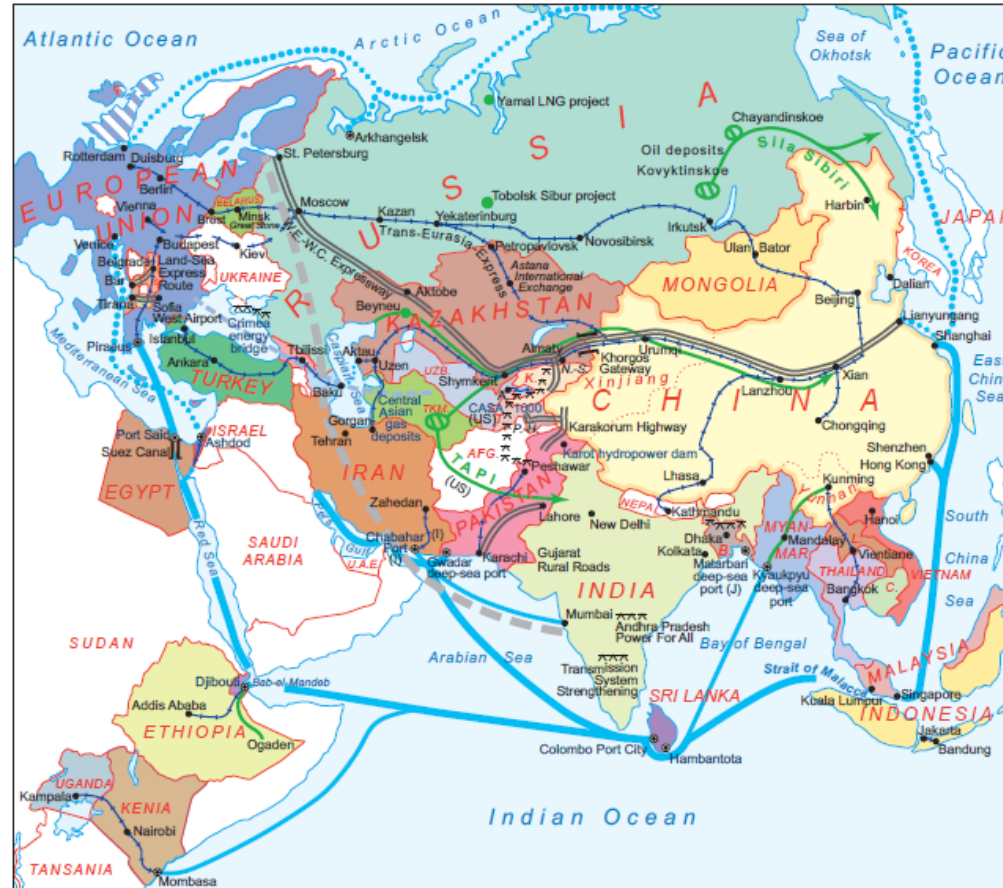 Atlantic Ocean
Arctic Ocean
Sea of
Okhotsk
Pacific
Ocean
Yamal LNG project
Arkhangelsk
Chayandinskoe
Oil deposits
Kovyktinskoe
Sila Sibiri
RUSSIA
Rotterdam
Duisburg
Berlin
St. Petersburg
EUROPEAN
UNION
Vienna
Venice
BELARUS
Brest
Minsk
Great Stone
Moscow
Kazan
Yekaterinburg
Tobolsk Sibur project
Trans-Eurasia-Express
Petropavlovsk
Novosibirsk
Irkutsk
Harbin
JAPAN
Budapest
Kiev
Belgrade
Land-Sea
Express
Route
Bar
UKRAINE
W.E.-W.C. Expressway
Astana
International
Exchange
Ulan Bator
MONGOLIA
KOREA
Dalian
Tirana
Sofia
West Airport
Aktobe
Beyneu
KAZAKHSTAN
Beijing
Lianyungang
Shanghai
Crimea
energy
bridge
Piraeus
Istanbul
Mediterranean Sea
Ankara
TURKEY
Tbilissi
Baku
Caspian Sea
Aktau
Uzen
UZB.
Shymkent
Almaty
N.-S.
Khorgos
Gateway
Urumqi
Xinjiang
Lanzhou
Xian
East
China
Sea
CHINA
K.
Gorgan
Tehran
Central
Asian
gas
deposits
TKM.
CASA 1000
(US)
Karakorum Highway
Chongqing
Port Said
Suez Canal
ISRAEL
Ashdod
EGYPT
IRAN
AFG.
TAPI
(US)
Peshawar
Karot hydropower dam
Lhasa
Shenzhen
Hong Kong
Kunming
Yunnan
Zahedan
PAKISTAN
Lahore
NEPAL
Kathmandu
New Delhi
Red Sea
SAUDI
ARABIA
Pers.
Gulf
U.A.E.
Chabahar
Port (I)
(I)
Gwadar
deep-sea port
Karachi
Gujarat
Rural Roads
INDIA
Dhaka
Kolkata
B.
Matarbari
deep-sea
port (J)
MYAN-
MAR
Mandalay
Kyaukpyu
deep-sea
port
Hanoi
L.
Vientiane
THAILAND
Bangkok
C.
VIETNAM
South
China
Sea
Mumbai
Andhra Pradesh
Power For All
Transmission
System
Strengthening
Bay of Bengal
Arabian Sea
SUDAN
Djibouti
Bab-el Mandeb
Addis Ababa
ETHIOPIA
Ogaden
SRI LANKA
Colombo Port City
Hambantota
Strait of Malacca
MALAYSIA
Kuala Lumpur
Singapore
INDONESIA
Jakarta
Bandung
UGANDA
Kampala
KENIA
Nairobi
TANSANIA
Mombasa
Indian Ocean